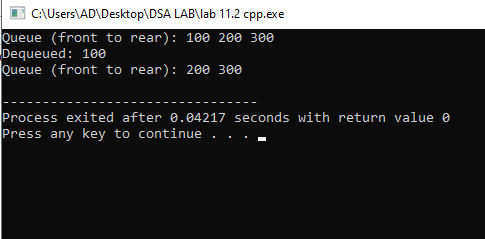 C:\Users\AD\Desktop\DSA LAB\lab 11.2 cpp.exe
Queue (front to rear): 100 200 300
Dequeued: 100
Queue (front to rear): 200 300
--------------------------------
Process exited after 0.04217 seconds with return value 0
Press any key to continue . . .